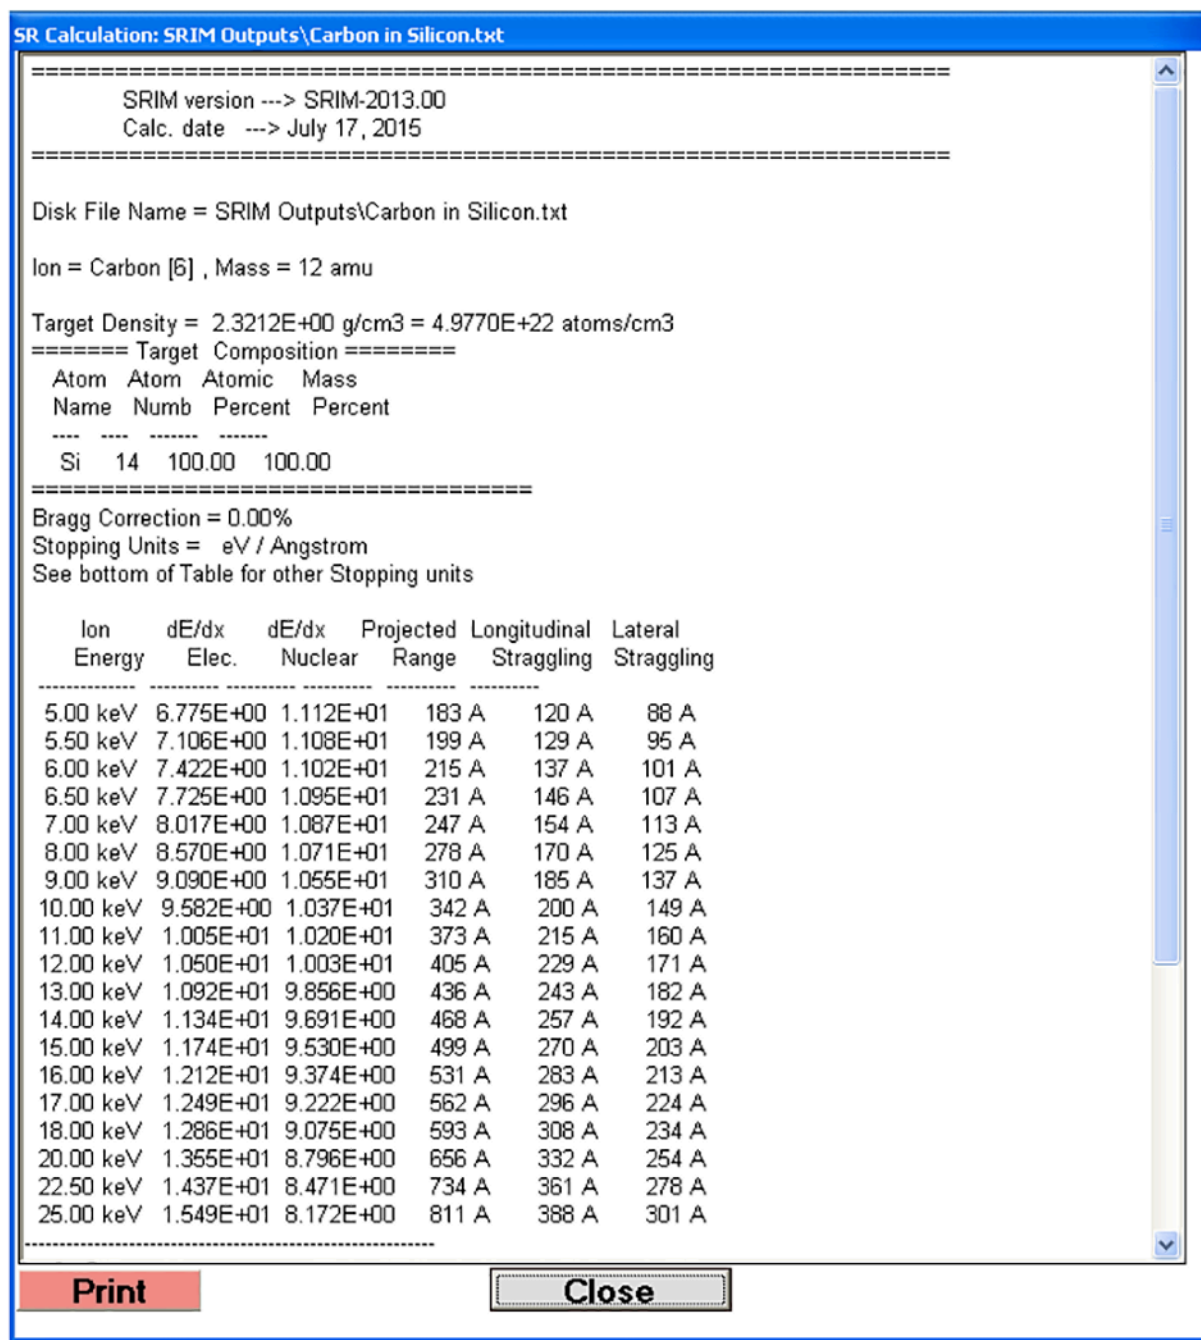 SR Calculation: SRIM Outputs\Carbon in Silicon.txt
==================================================================
SRIM version ---> SRIM-2013.00
Calc. date ---> July 17, 2015
==================================================================
Disk File Name = SRIM Outputs\Carbon in Silicon.txt
Ion = Carbon [6] , Mass = 12 amu
Target Density = 2.3212E+00 g/cm3 = 4.9770E+22 atoms/cm3
======= Target Composition ========
Atom Atom Atomic Mass
Name Numb Percent Percent
---- ---- ------- -------
Si 14 100.00 100.00
====================================
Bragg Correction = 0.00%
Stopping Units = eV / Angstrom
See bottom of Table for other Stopping units
Ion dE/dx dE/dx Projected Longitudinal Lateral
Energy Elec. Nuclear Range Straggling Straggling
-------------- ---------- ---------- ---------- ---------- ----------
5.00 keV 6.775E+00 1.112E+01 183 A 120 A 88 A
5.50 keV 7.106E+00 1.108E+01 199 A 129 A 95 A
6.00 keV 7.422E+00 1.102E+01 215 A 137 A 101 A
6.50 keV 7.725E+00 1.095E+01 231 A 146 A 107 A
7.00 keV 8.017E+00 1.087E+01 247 A 154 A 113 A
8.00 keV 8.570E+00 1.071E+01 278 A 170 A 125 A
9.00 keV 9.090E+00 1.055E+01 310 A 185 A 137 A
10.00 keV 9.582E+00 1.037E+01 342 A 200 A 149 A
11.00 keV 1.005E+01 1.020E+01 373 A 215 A 160 A
12.00 keV 1.050E+01 1.003E+01 405 A 229 A 171 A
13.00 keV 1.092E+01 9.856E+00 436 A 243 A 182 A
14.00 keV 1.134E+01 9.691E+00 468 A 257 A 192 A
15.00 keV 1.174E+01 9.530E+00 499 A 270 A 203 A
16.00 keV 1.212E+01 9.374E+00 531 A 283 A 213 A
17.00 keV 1.249E+01 9.222E+00 562 A 296 A 224 A
18.00 keV 1.286E+01 9.075E+00 593 A 308 A 234 A
20.00 keV 1.355E+01 8.796E+00 656 A 332 A 254 A
22.50 keV 1.437E+01 8.471E+00 734 A 361 A 278 A
25.00 keV 1.549E+01 8.172E+00 811 A 388 A 301 A
-----------------------------------------------------------
Print Close